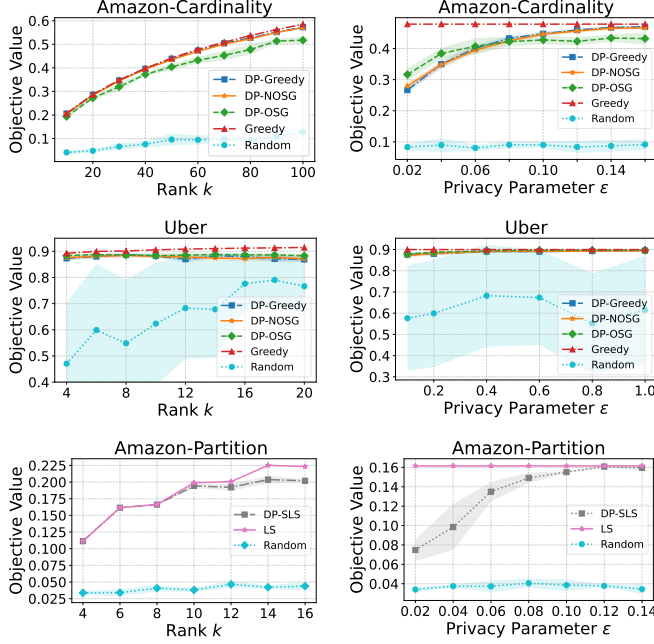 Amazon-Cardinality
Objective Value
0.6
0.5
0.4
0.3
0.2
0.1
DP-Greedy
DP-NOSG
DP-OSG
Greedy
Random
20 40 60 80 100
Rank k
Amazon-Cardinality
Objective Value
0.4
0.3
0.2
0.1
DP-Greedy
DP-NOSG
DP-OSG
Greedy
Random
0.02 0.04 0.06 0.08 0.10 0.12 0.14
Privacy Parameter ε
Uber
Objective Value
0.9
0.8
0.7
0.6
0.5
0.4
DP-Greedy
DP-NOSG
DP-OSG
Greedy
Random
4 8 12 16 20
Rank k
Uber
Objective Value
0.9
0.8
0.7
0.6
0.5
0.4
0.3
DP-Greedy
DP-NOSG
DP-OSG
Greedy
Random
0.2 0.4 0.6 0.8 1.0
Privacy Parameter ε
Amazon-Partition
Objective Value
0.225
0.200
0.175
0.150
0.125
0.100
0.075
0.050
0.025
DP-SLS
LS
Random
4 6 8 10 12 14 16
Rank k
Amazon-Partition
Objective Value
0.16
0.14
0.12
0.10
0.08
0.06
0.04
DP-SLS
LS
Random
0.02 0.04 0.06 0.08 0.10 0.12 0.14
Privacy Parameter ε